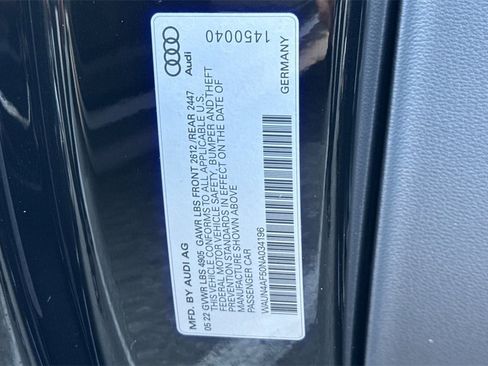 MFD. BY AUDI AG
05 22 GVWR LBS 4905 GAWR LBS FRONT 2612 /REAR 2447
THIS VEHICLE CONFORMS TO ALL APPLICABLE U.S.
FEDERAL MOTOR VEHICLE SAFETY, BUMPER AND THEFT
PREVENTION STANDARDS IN EFFECT ON THE DATE OF
MANUFACTURE SHOWN ABOVE
PASSENGER CAR
WAUN4AF50NA034196
Audi
1450040
GERMANY